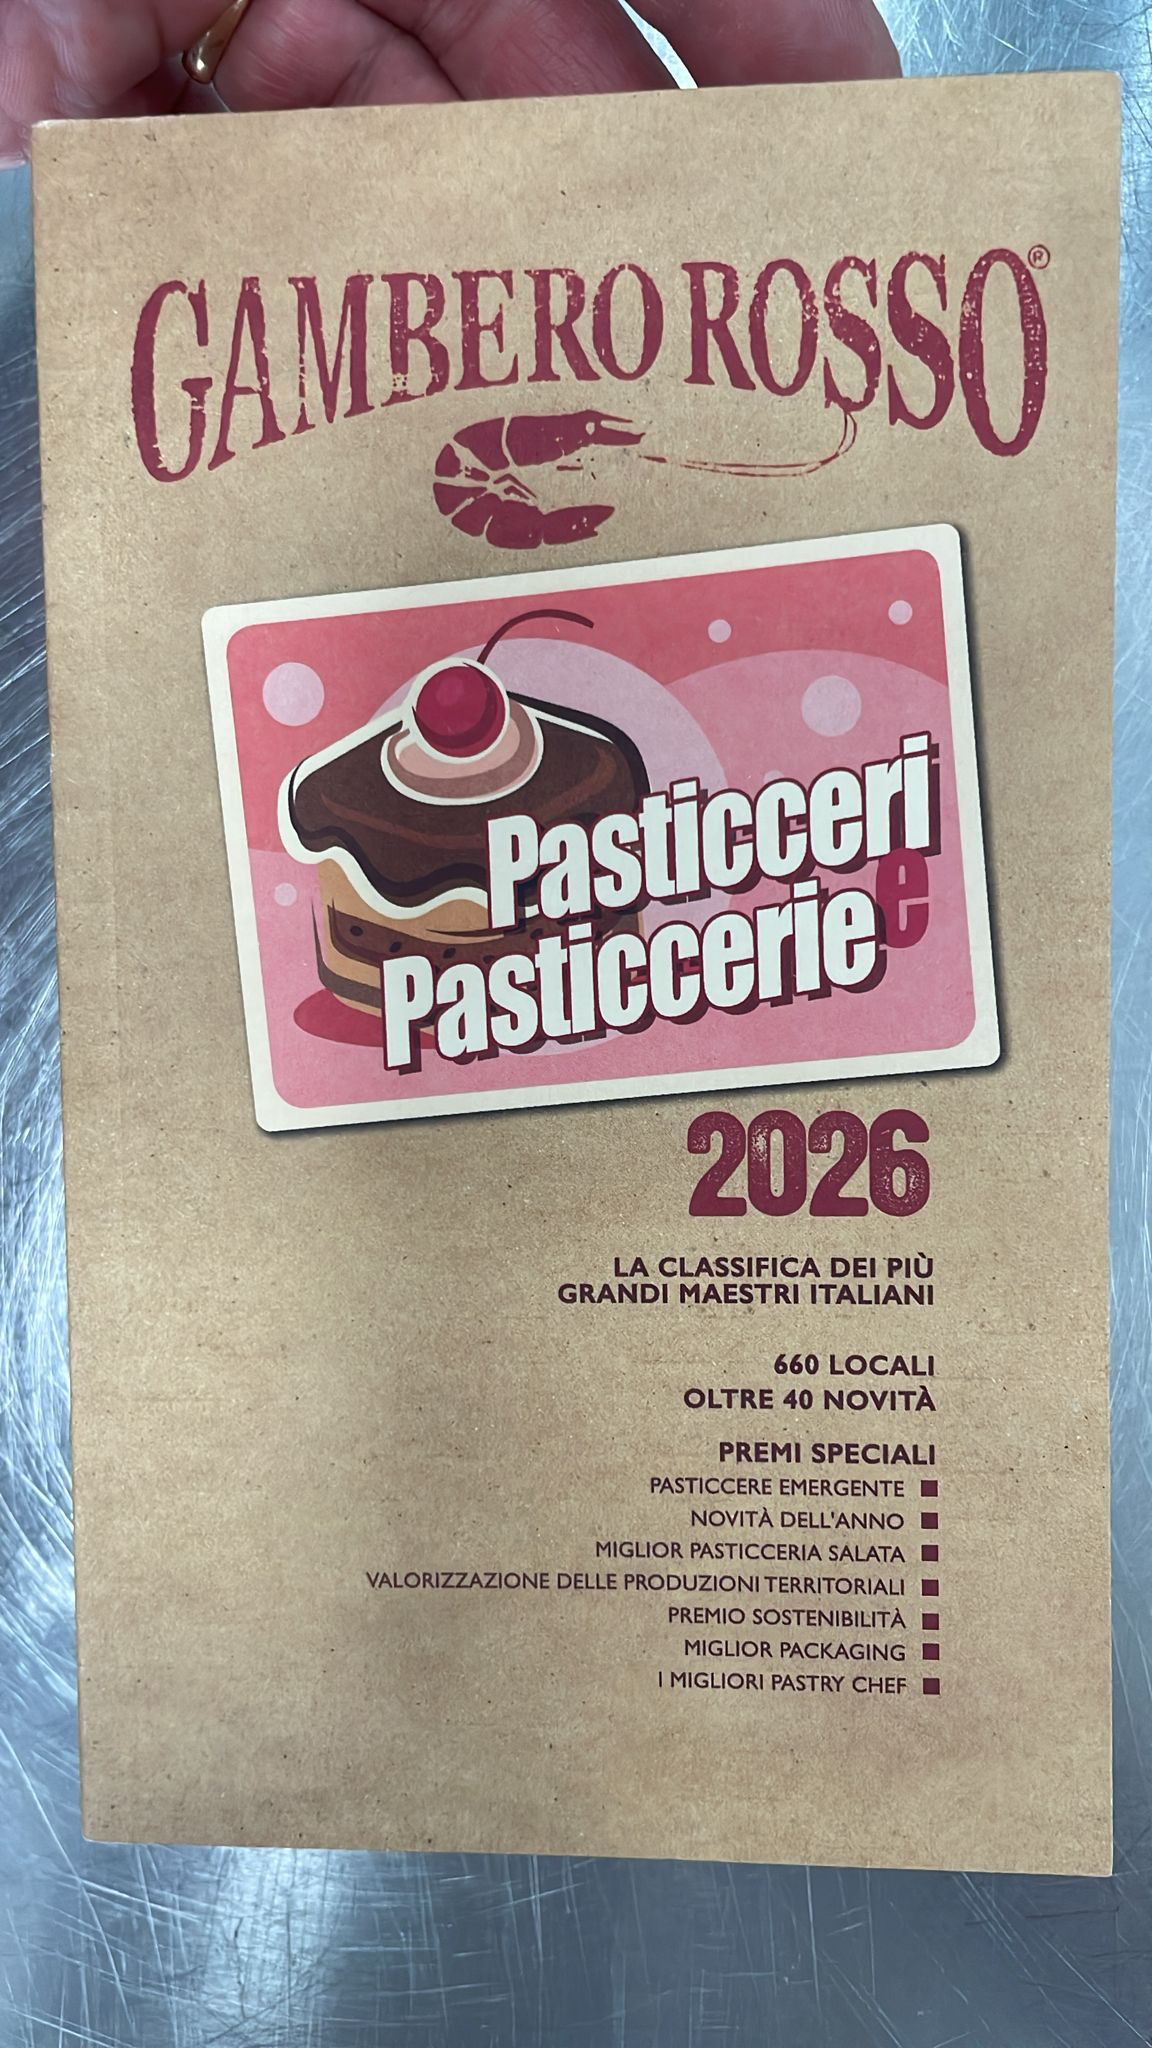 GAMBERO ROSSO®
Pasticceri
e
Pasticcerie
2026
LA CLASSIFICA DEI PIÙ
GRANDI MAESTRI ITALIANI
660 LOCALI
OLTRE 40 NOVITÀ
PREMI SPECIALI
PASTICCERE EMERGENTE
NOVITÀ DELL'ANNO
MIGLIOR PASTICCERIA SALATA
VALORIZZAZIONE DELLE PRODUZIONI TERRITORIALI
PREMIO SOSTENIBILITÀ
MIGLIOR PACKAGING
I MIGLIORI PASTRY CHEF